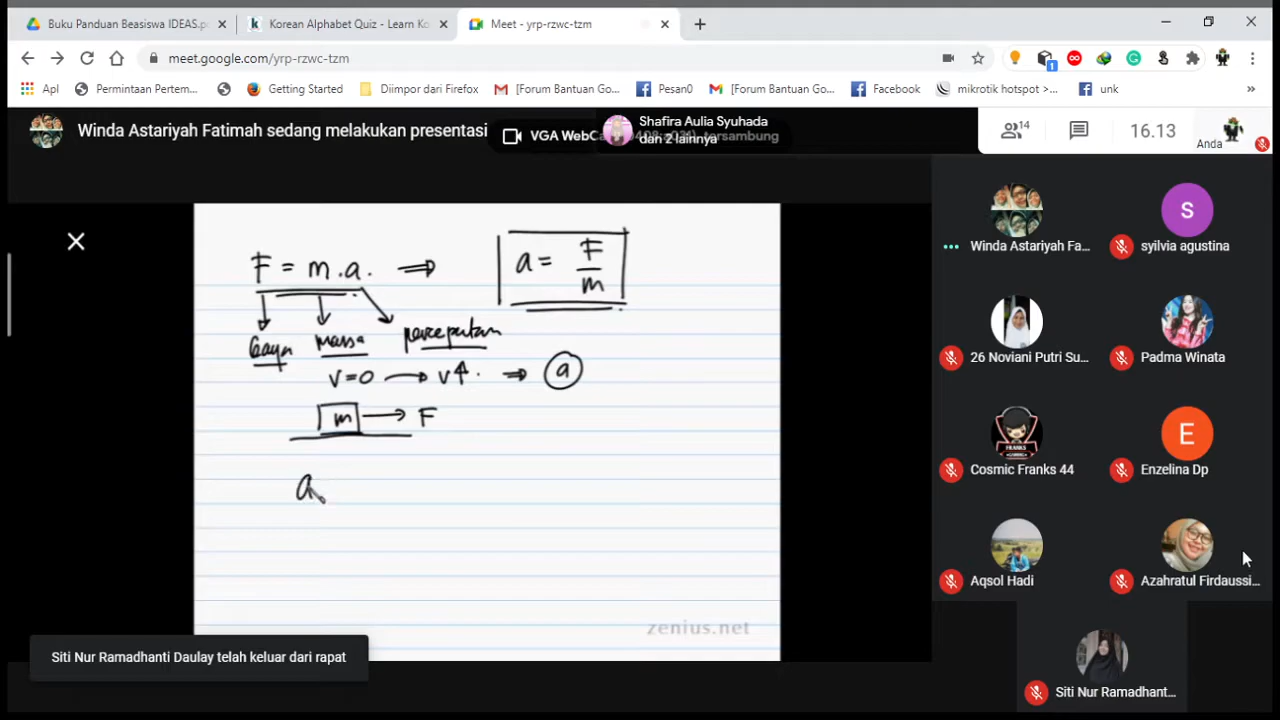 Buku Panduan Beasiswa IDEAS.p
Korean Alphabet Quiz - Learn Ko
Meet - yrp-rzwc-tzm
meet.google.com/yrp-rzwc-tzm
Apl
Permintaan Pertem...
Getting Started
Diimpor dari Firefox
[Forum Bantuan Go...
Pesan0
[Forum Bantuan Go...
Facebook
mikrotik hotspot >...
unk
Winda Astariyah Fatimah sedang melakukan presentasi
VGA WebC
tersambung
Shafira Aulia Syuhada
dan 2 lainnya
14
16.13
Anda
F = m.a. ⇒ a = F/m
Gaya massa percepatan
v=0 → v↑. ⇒ a
m → F
a
zenius.net
Winda Astariyah Fa...
S
syilvia agustina
26 Noviani Putri Su...
Padma Winata
FRANKS
GAMING
Cosmic Franks 44
E
Enzelina Dp
Aqsol Hadi
Azahratul Firdaussi...
Siti Nur Ramadhant...
Siti Nur Ramadhanti Daulay telah keluar dari rapat